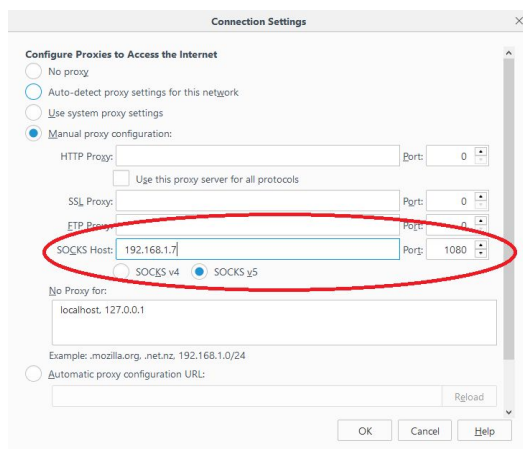 Connection Settings
Configure Proxies to Access the Internet
No proxy
Auto-detect proxy settings for this network
Use system proxy settings
Manual proxy configuration:
HTTP Proxy: Port: 0
Use this proxy server for all protocols
SSL Proxy: Port: 0
FTP Proxy: Port: 0
SOCKS Host: 192.168.1.7 Port: 1080
SOCKS v4 SOCKS v5
No Proxy for:
localhost, 127.0.0.1
Example: .mozilla.org, .net.nz, 192.168.1.0/24
Automatic proxy configuration URL:
Reload
OK Cancel Help